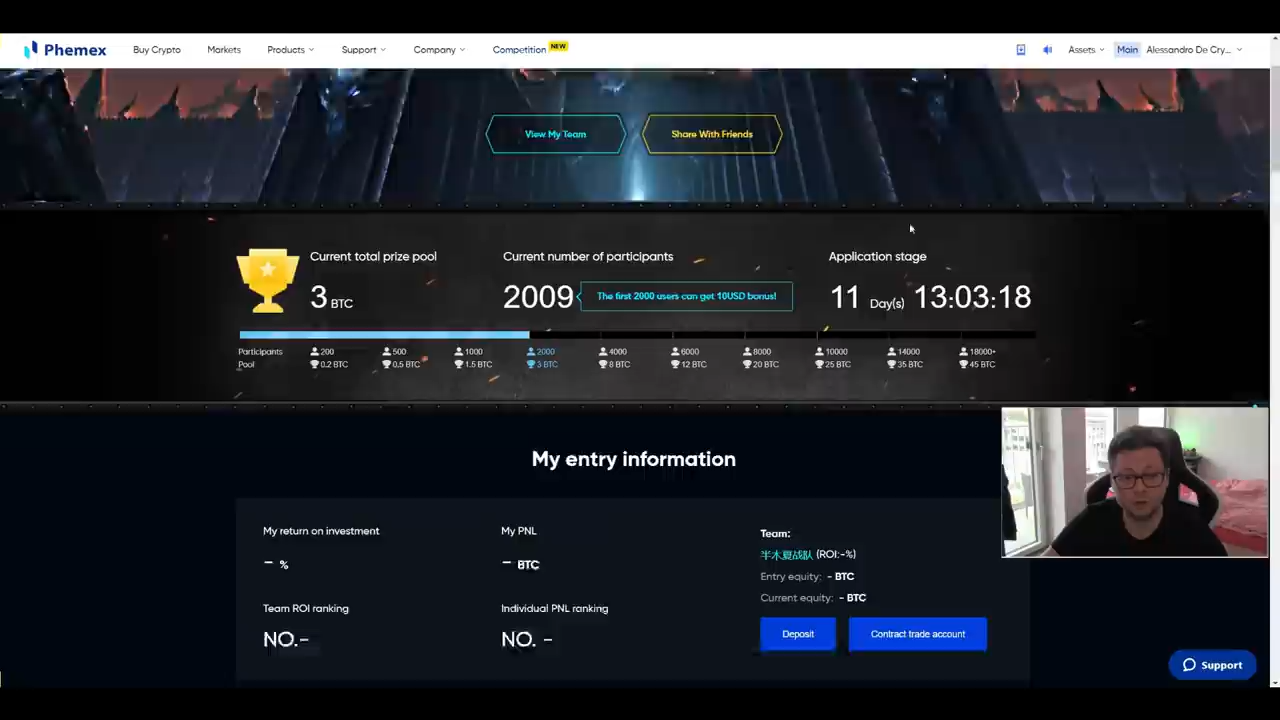 Phemex Buy Crypto Markets Products Support Company Competition NEW Assets Main Alessandro De Cry...
View My Team Share With Friends
Current total prize pool Current number of participants Application stage
3 BTC 2009 The first 2000 users can get 10USD bonus! 11 Day(s) 13:03:18
Participants 200 500 1000 2000 4000 6000 8000 10000 14000 18000+
Pool 0.2 BTC 0.5 BTC 1.5 BTC 3 BTC 8 BTC 12 BTC 20 BTC 25 BTC 35 BTC 45 BTC
My entry information
My return on investment My PNL Team:
- % - BTC 半木夏战队 (ROI:-%)
Entry equity: - BTC
Current equity: - BTC
Team ROI ranking Individual PNL ranking
NO.- NO. - Deposit Contract trade account
Support